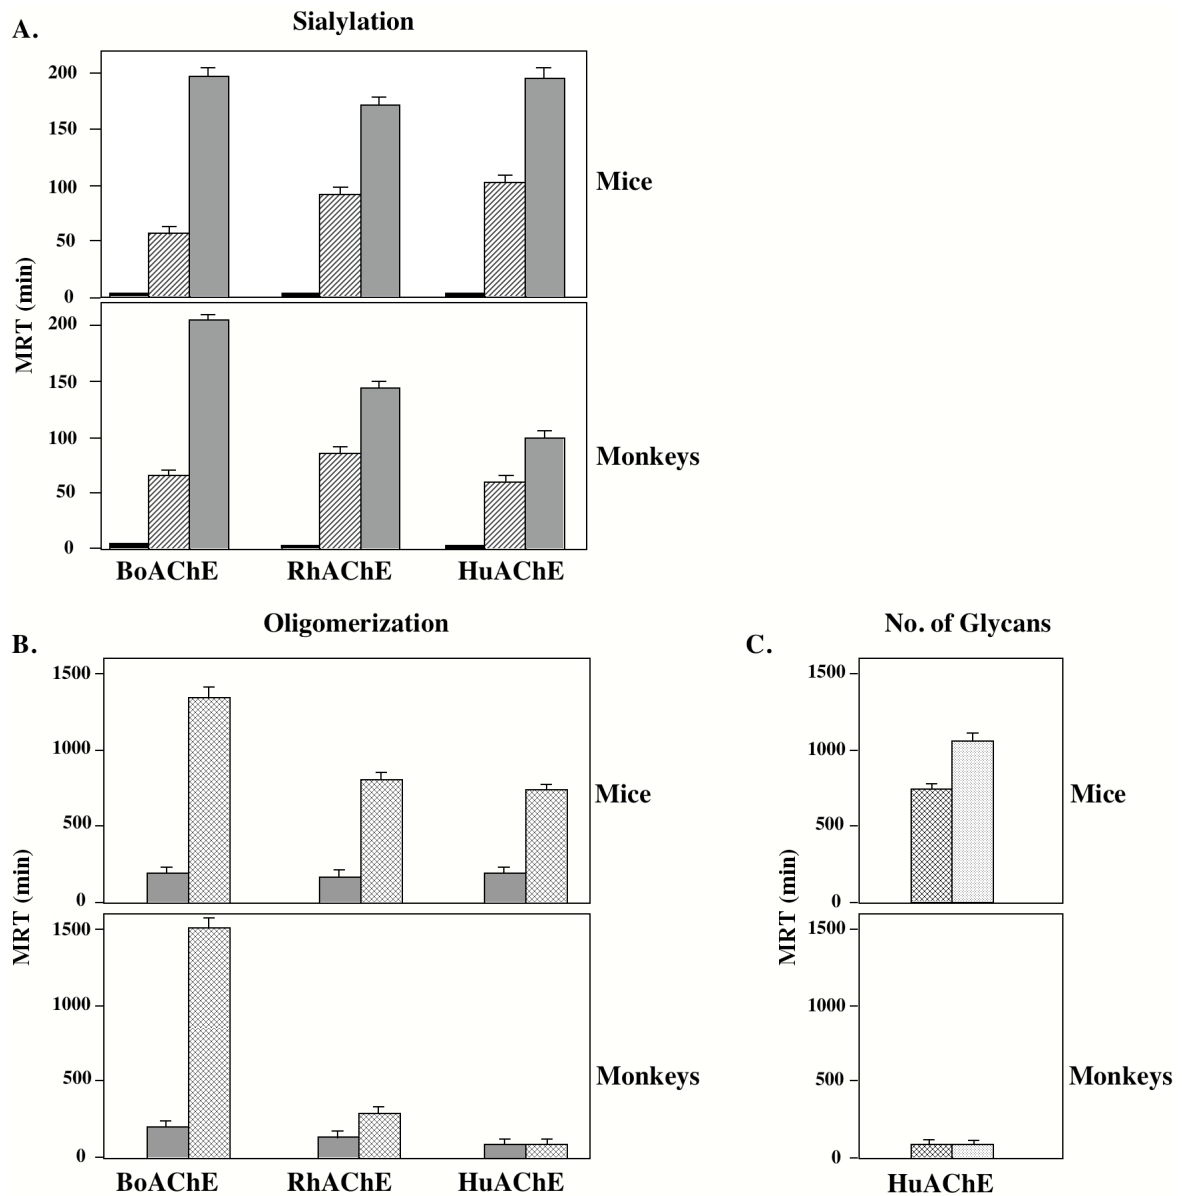 A.
Sialylation
200
150
100
50
0
Mice
MRT (min)
200
150
100
50
0
Monkeys
BoAChE RhAChE HuAChE
B.
Oligomerization
1500
1000
500
0
Mice
MRT (min)
1500
1000
500
0
Monkeys
BoAChE RhAChE HuAChE
C.
No. of Glycans
1500
1000
500
0
Mice
MRT (min)
1500
1000
500
0
Monkeys
HuAChE